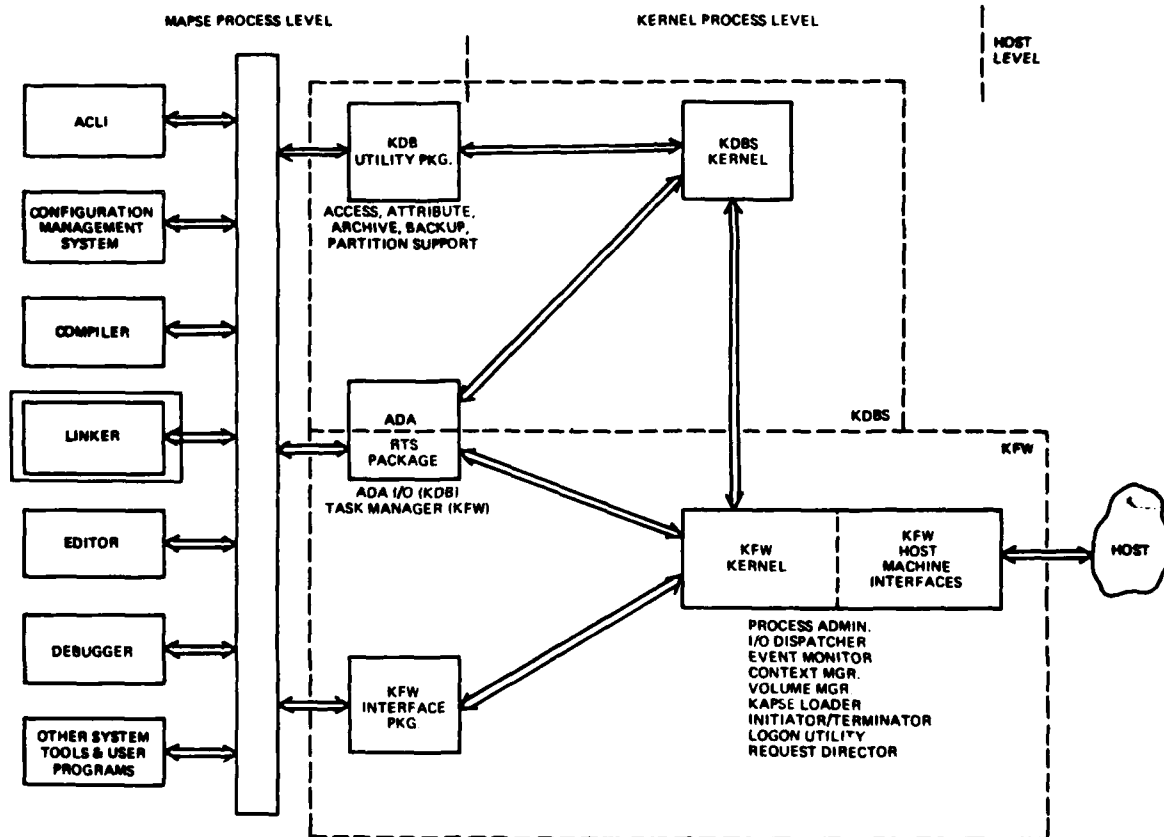 MAPSE PROCESS LEVEL
KERNEL PROCESS LEVEL
HOST
LEVEL
ACLI
CONFIGURATION
MANAGEMENT
SYSTEM
COMPILER
LINKER
EDITOR
DEBUGGER
OTHER SYSTEM
TOOLS & USER
PROGRAMS
KDB
UTILITY PKG.
ACCESS, ATTRIBUTE,
ARCHIVE, BACKUP,
PARTITION SUPPORT
KDBS
KERNEL
ADA
RTS
PACKAGE
ADA I/O (KDB)
TASK MANAGER (KFW)
KDBS
KFW
KFW
KERNEL
KFW
HOST
MACHINE
INTERFACES
HOST
PROCESS ADMIN.
I/O DISPATCHER
EVENT MONITOR
CONTEXT MGR.
VOLUME MGR.
KAPSE LOADER
INITIATOR/TERMINATOR
LOGON UTILITY
REQUEST DIRECTOR
KFW
INTERFACE
PKG